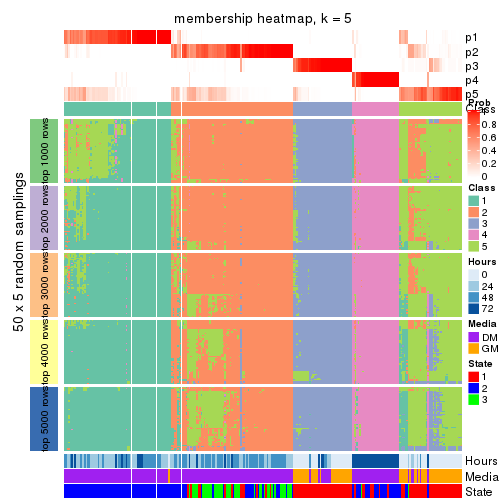 membership heatmap, k = 5
p1
p2
p3
p4
p5
Class
50 x 5 random samplings
top 1000 rows
top 2000 rows
top 3000 rows
top 4000 rows
top 5000 rows
Hours
Media
State
Prob
1
0.8
0.6
0.4
0.2
0
Class
1
2
3
4
5
Hours
0
24
48
72
Media
DM
GM
State
1
2
3